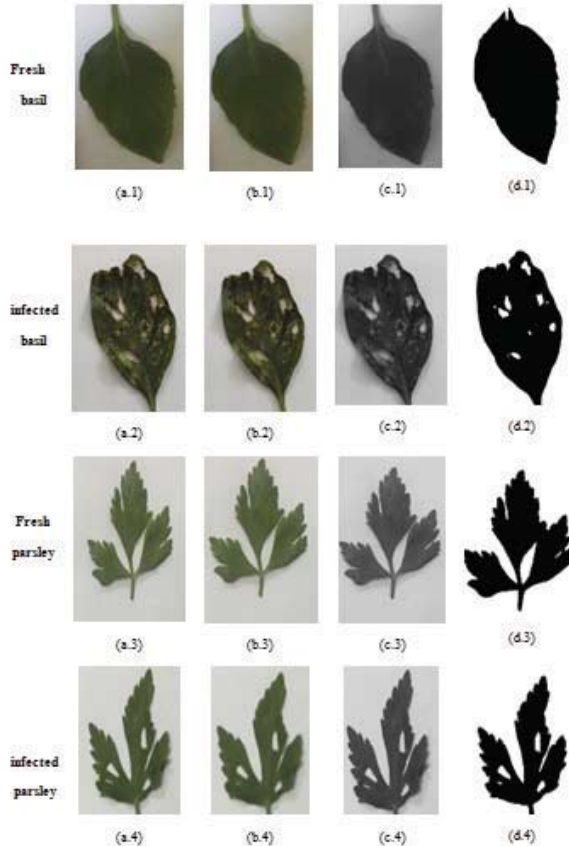 Fresh
basil
(a.1) (b.1) (c.1) (d.1)
infected
basil
(a.2) (b.2) (c.2) (d.2)
Fresh
parsley
(a.3) (b.3) (c.3) (d.3)
infected
parsley
(a.4) (b.4) (c.4) (d.4)